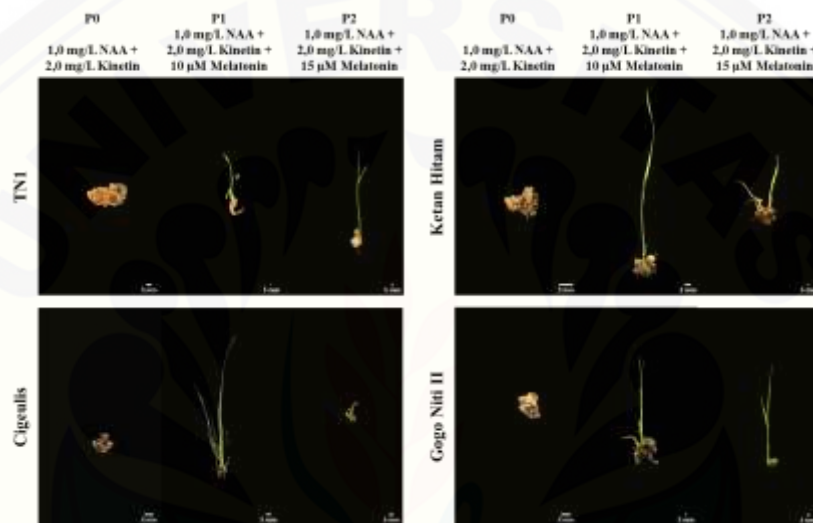 P0
1,0 mg/L NAA +
2,0 mg/L Kinetin
P1
1,0 mg/L NAA +
2,0 mg/L Kinetin +
10 µM Melatonin
P2
1,0 mg/L NAA +
2,0 mg/L Kinetin +
15 µM Melatonin
P0
1,0 mg/L NAA +
2,0 mg/L Kinetin
P1
1,0 mg/L NAA +
2,0 mg/L Kinetin +
10 µM Melatonin
P2
1,0 mg/L NAA +
2,0 mg/L Kinetin +
15 µM Melatonin
TN1
Ketan Hitam
Cigeulis
Gogo Niti II
UNIVERSITAS